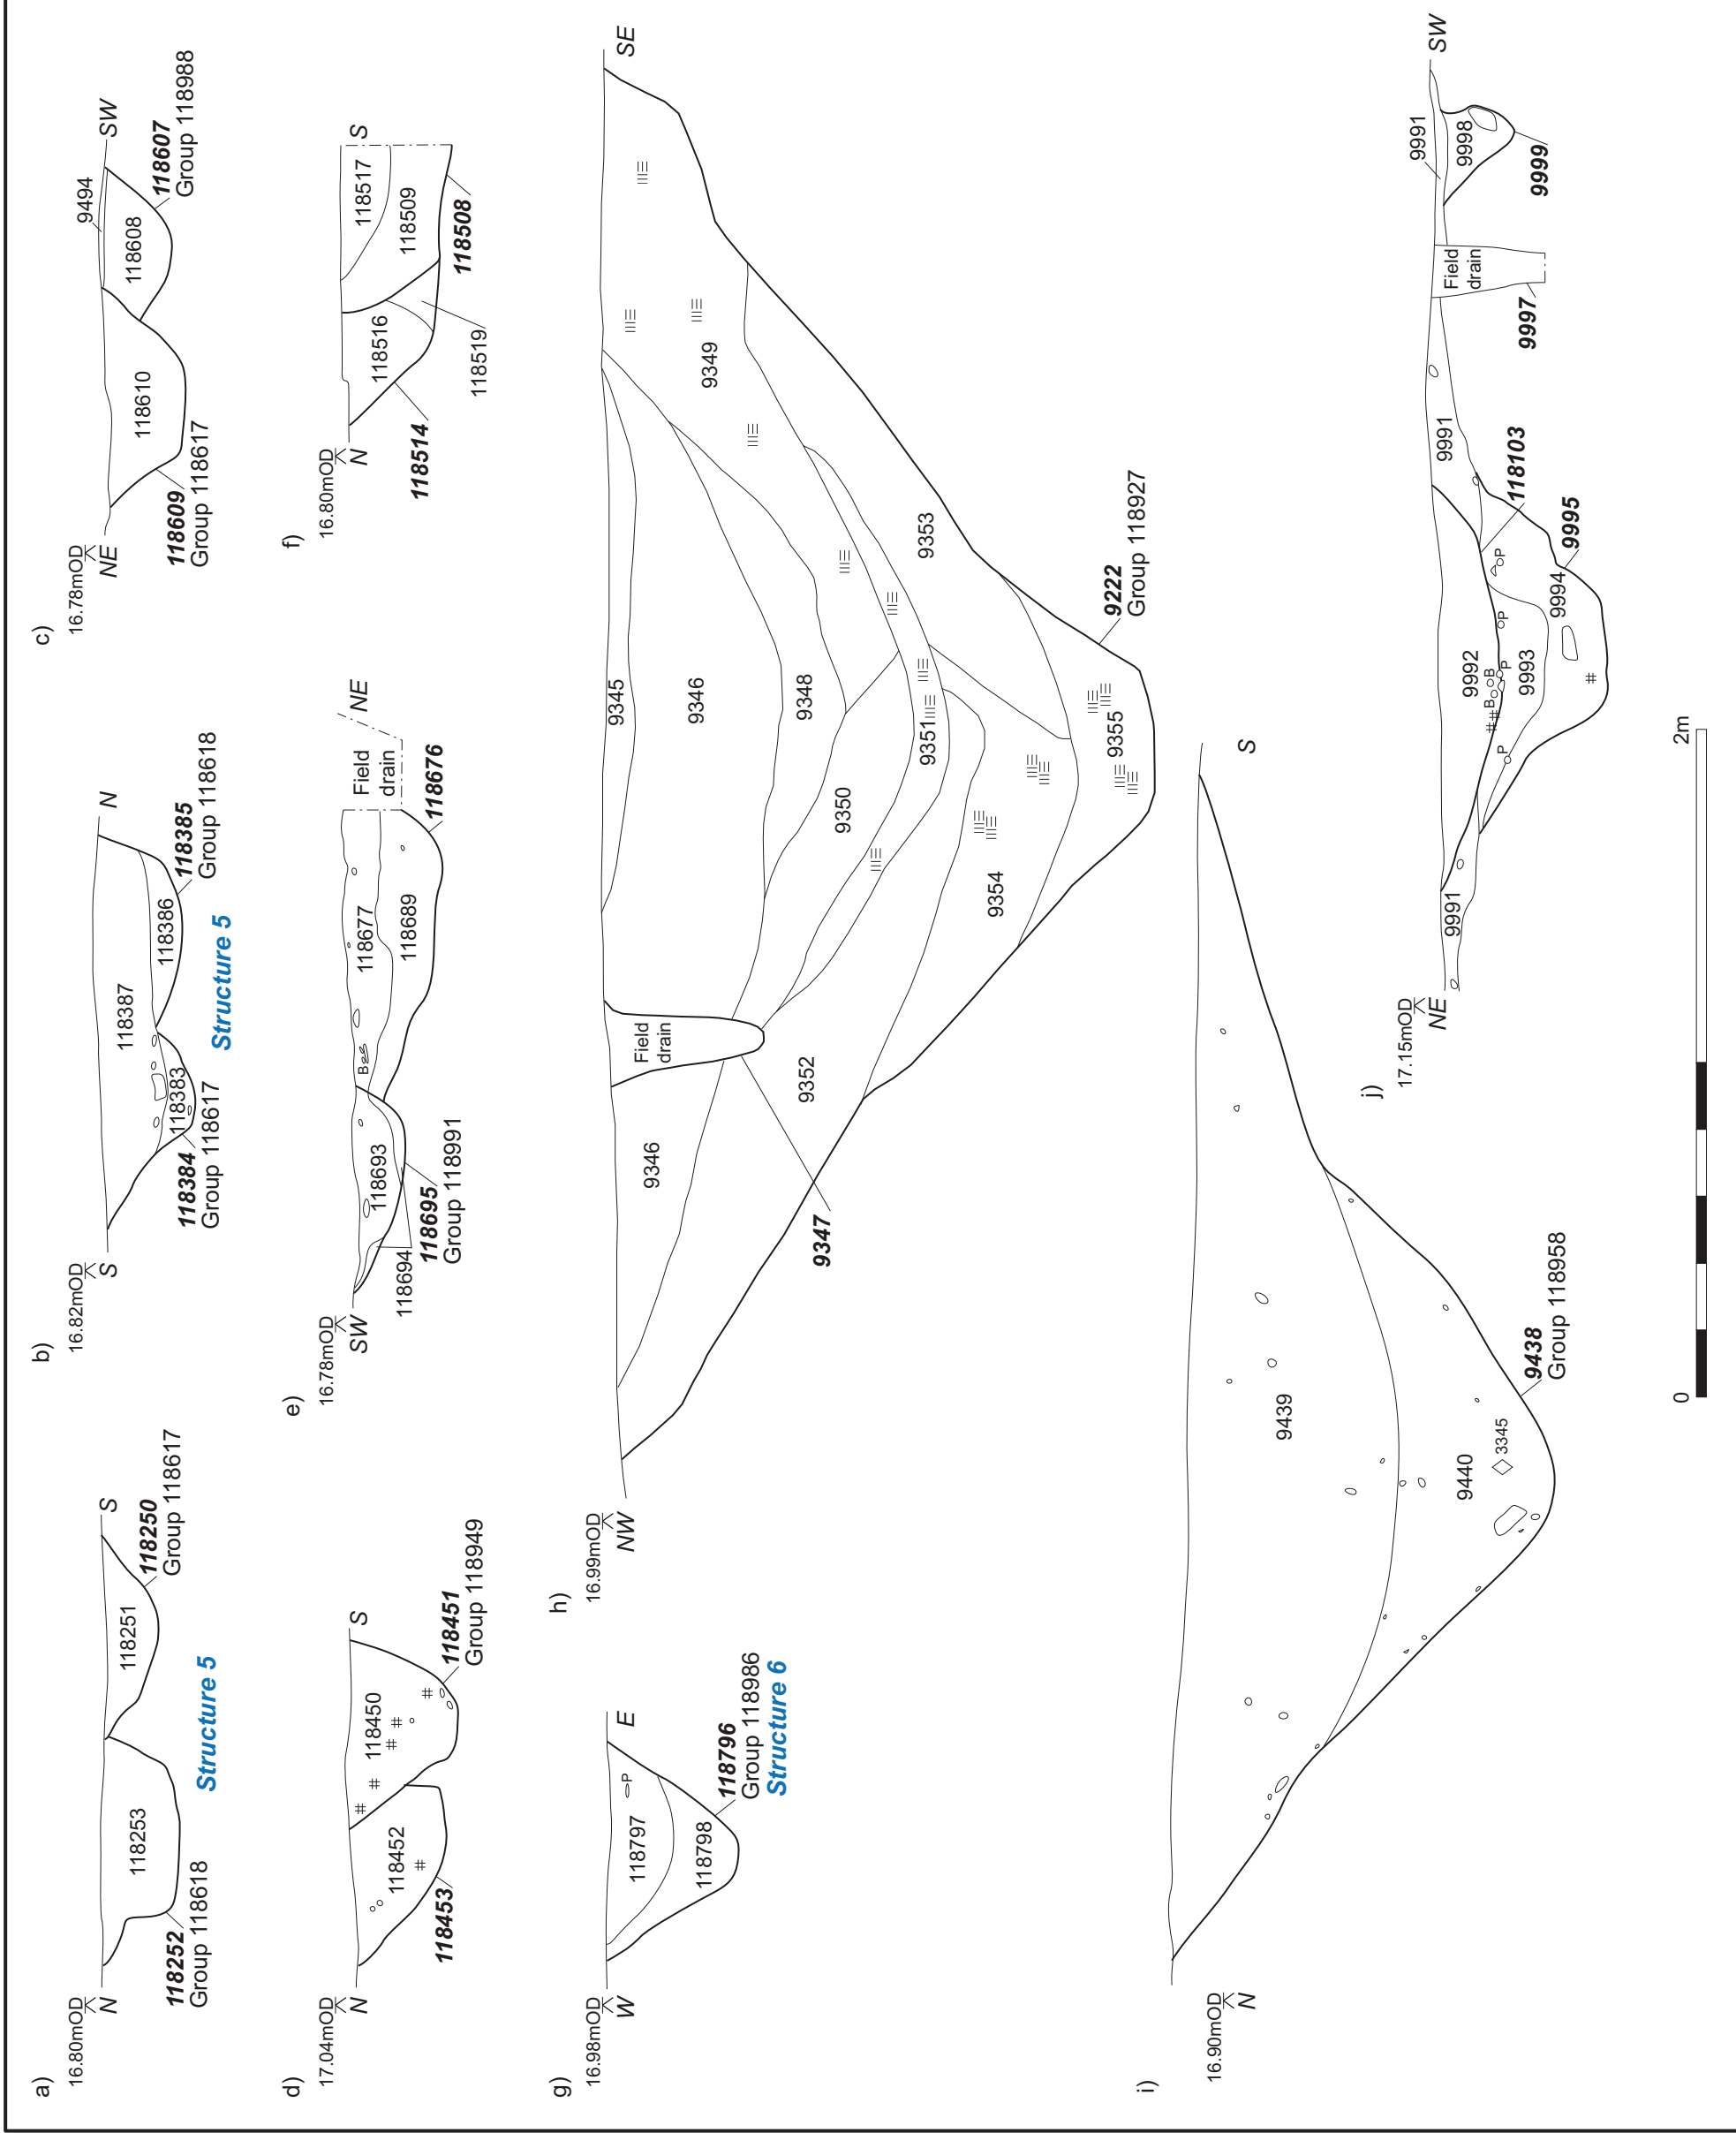 a)
16.80mOD
N
S
118253
118251
118252
Group 118618
118250
Group 118617
Structure 5
b)
16.82mOD
S
N
118387
118383
118386
118384
Group 118617
118385
Group 118618
Structure 5
c)
16.78mOD
NE
SW
9494
118610
118608
118609
Group 118617
118607
Group 118988
d)
17.04mOD
N
S
118452
118450
118453
118451
Group 118949
e)
16.78mOD
SW
NE
118693
118677
118689
B
Field
drain
118694
118695
Group 118991
118676
f)
16.80mOD
N
S
118516
118517
118509
118514
118519
118508
g)
16.98mOD
W
E
118797
P
118798
118796
Group 118986
Structure 6
h)
16.99mOD
NW
SE
9345
9346
Field
drain
9346
9349
9348
9350
9352
9351
9353
9354
9355
9347
9222
Group 118927
i)
16.90mOD
N
S
9439
9440
3345
9438
Group 118958
j)
17.15mOD
NE
SW
9991
9992
9991
9991
9998
Field
drain
B
B
P
P
P
P
9993
9994
118103
9995
9997
9999
0
2m